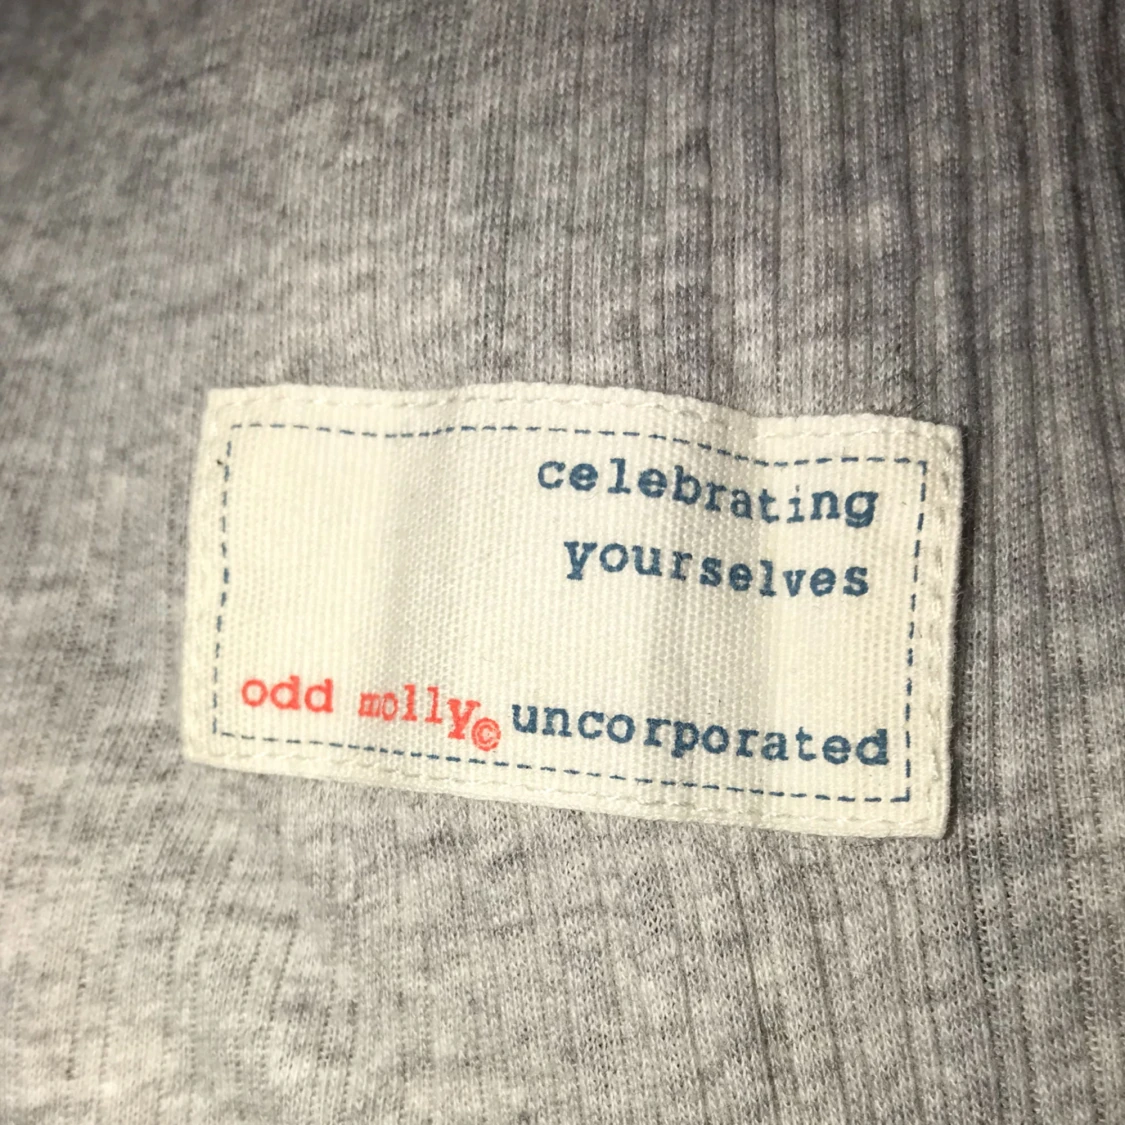 celebrating
yourselves
odd molly© uncorporated